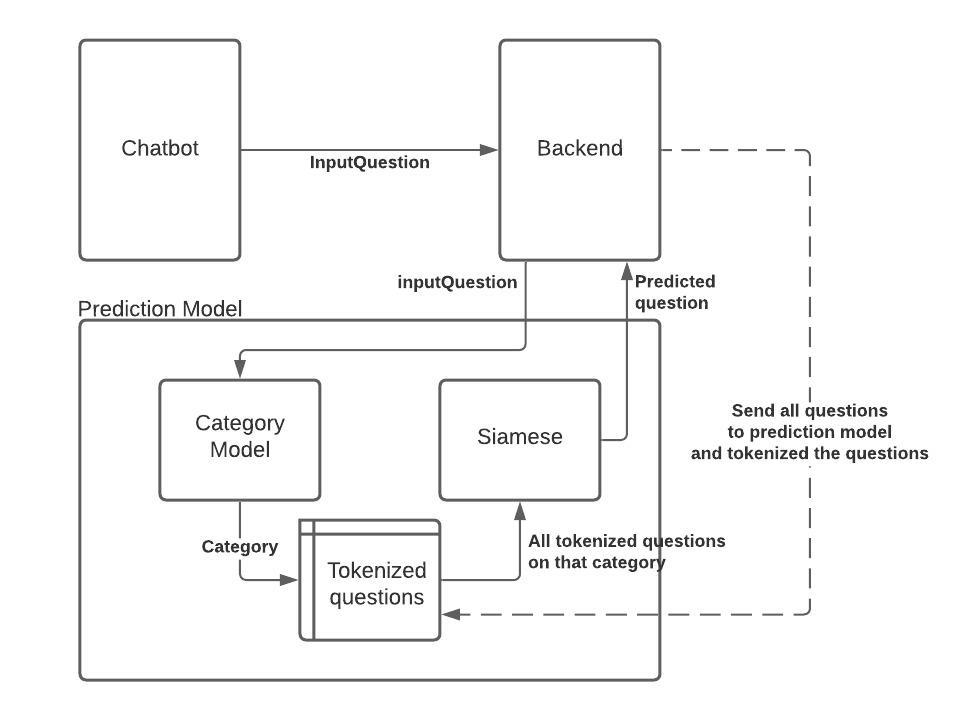 Chatbot
InputQuestion
Backend
inputQuestion
Predicted
question
Prediction Model
Category
Model
Siamese
Send all questions
to prediction model
and tokenized the questions
Category
Tokenized
questions
All tokenized questions
on that category